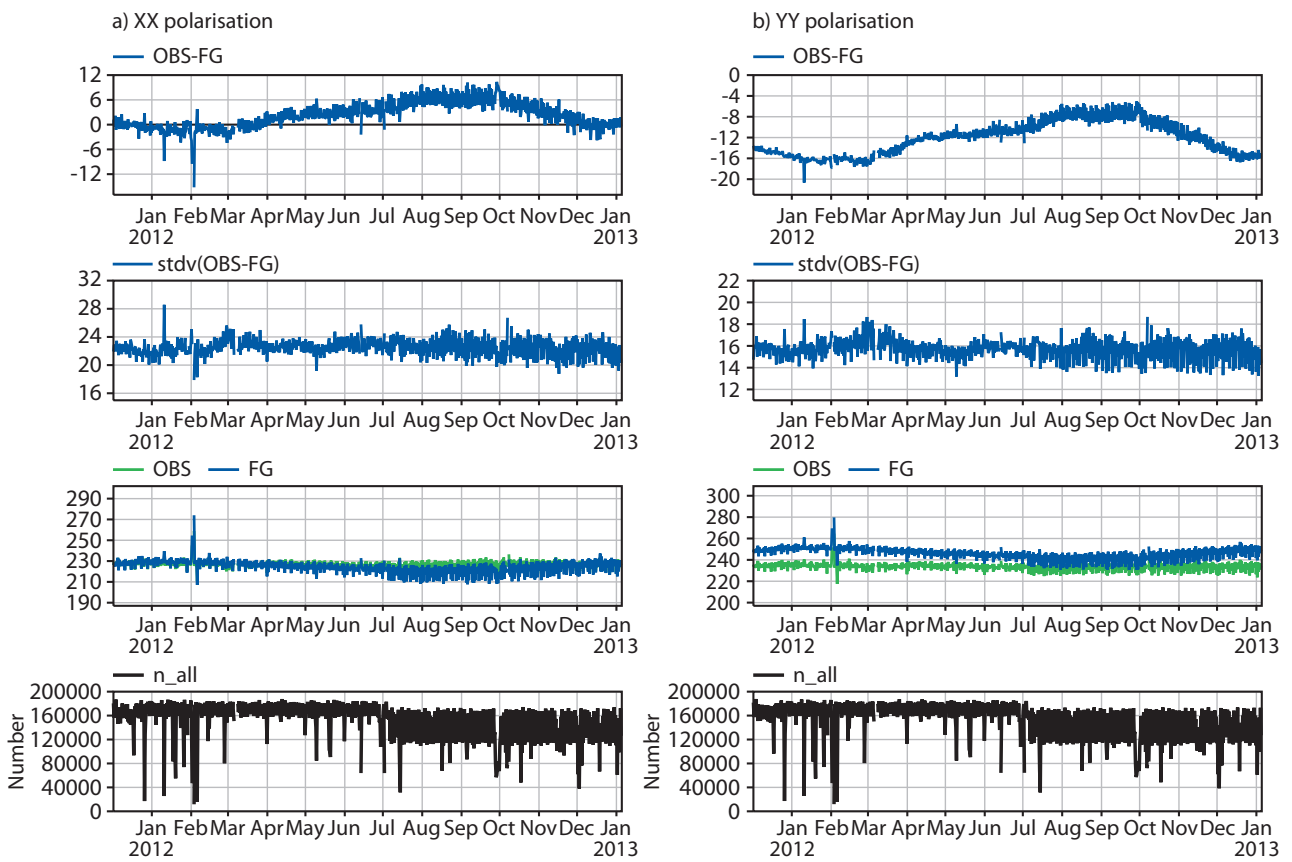 a) XX polarisation
OBS-FG
12
6
0
-6
-12
Jan Feb Mar Apr May Jun Jul Aug Sep Oct Nov Dec Jan
2012 2013
stdv(OBS-FG)
32
28
24
20
16
Jan Feb Mar Apr May Jun Jul Aug Sep Oct Nov Dec Jan
2012 2013
OBS FG
290
270
250
230
210
190
Jan Feb Mar Apr May Jun Jul Aug Sep Oct Nov Dec Jan
2012 2013
n_all
Number
200000
160000
120000
80000
40000
0
Jan Feb Mar Apr May Jun Jul Aug Sep Oct Nov Dec Jan
2012 2013
b) YY polarisation
OBS-FG
0
-4
-8
-12
-16
-20
Jan Feb Mar Apr May Jun Jul Aug Sep Oct Nov Dec Jan
2012 2013
stdv(OBS-FG)
22
20
18
16
14
12
Jan Feb Mar Apr May Jun Jul Aug Sep Oct Nov Dec Jan
2012 2013
OBS FG
300
280
260
240
220
200
Jan Feb Mar Apr May Jun Jul Aug Sep Oct Nov Dec Jan
2012 2013
n_all
Number
200000
160000
120000
80000
40000
0
Jan Feb Mar Apr May Jun Jul Aug Sep Oct Nov Dec Jan
2012 2013